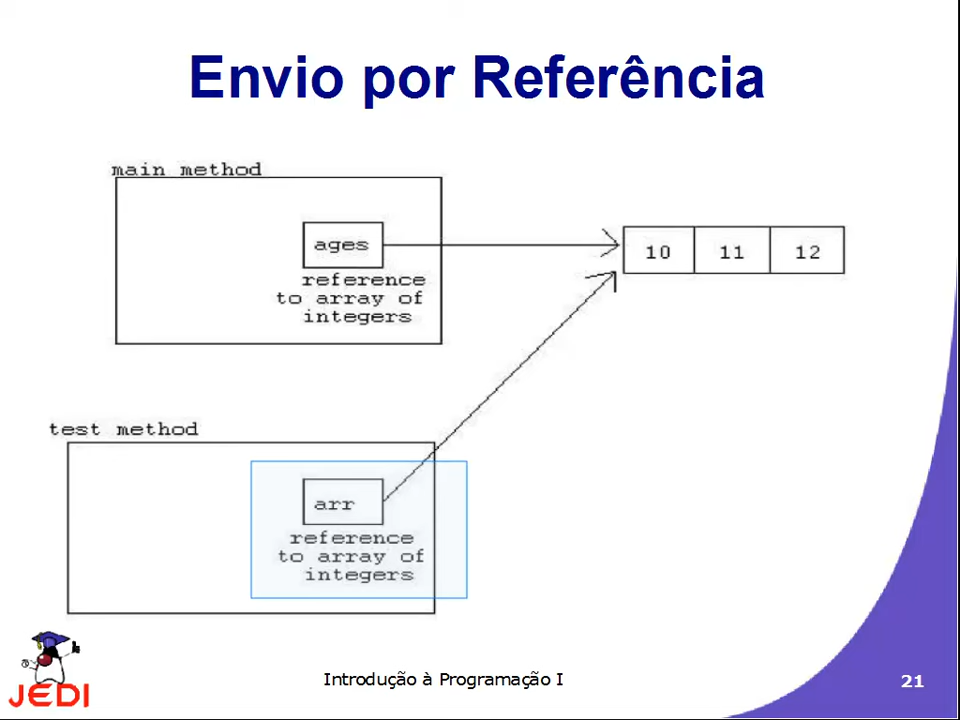 Envio por Referência
main method
ages
reference
to array of
integers
10 11 12
test method
arr
reference
to array of
integers
JEDI
Introdução à Programação I
21